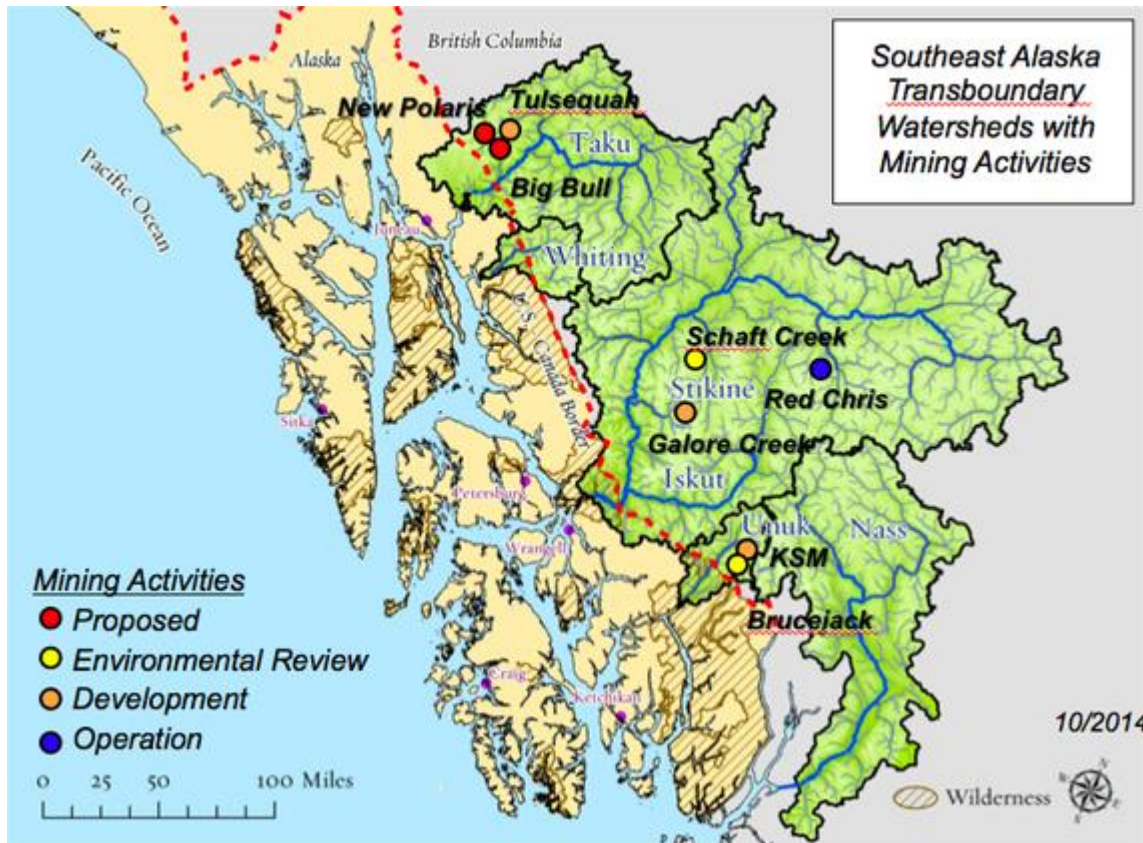 British Columbia
Alaska
Southeast Alaska
Transboundary
Watersheds with
Mining Activities
New Polaris
Tulsequah
Taku
Big Bull
Pacific Ocean
Juneau
Whiting
U.S. Canada Border
Schaft Creek
Stikine
Red Chris
Sitka
Galore Creek
Iskut
Petersburg
Unuk
Nass
Wrangell
KSM
Brucejack
Mining Activities
Proposed
Environmental Review
Development
Operation
Craig
Ketchikan
10/2014
0 25 50 100 Miles
Wilderness
N
E
S
W